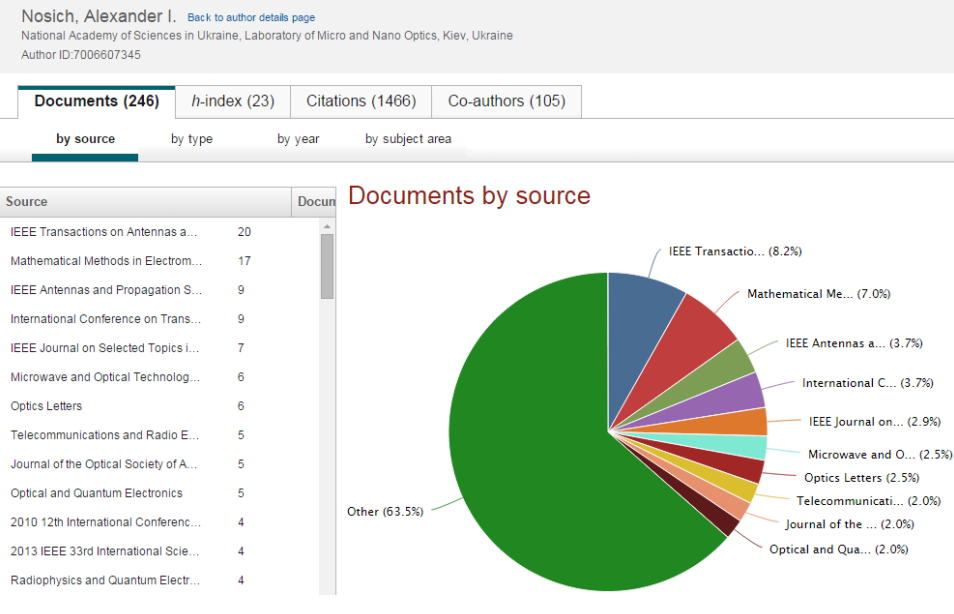 Nosich, Alexander I. Back to author details page
National Academy of Sciences in Ukraine, Laboratory of Micro and Nano Optics, Kiev, Ukraine
Author ID:7006607345
Documents (246) h-index (23) Citations (1466) Co-authors (105)
by source by type by year by subject area
Source Docun
IEEE Transactions on Antennas a... 20
Mathematical Methods in Electrom... 17
IEEE Antennas and Propagation S... 9
International Conference on Trans... 9
IEEE Journal on Selected Topics i... 7
Microwave and Optical Technolog... 6
Optics Letters 6
Telecommunications and Radio E... 5
Journal of the Optical Society of A... 5
Optical and Quantum Electronics 5
2010 12th International Conferenc... 4
2013 IEEE 33rd International Scie... 4
Radiophysics and Quantum Electr... 4
Documents by source
IEEE Transactio... (8.2%)
Mathematical Me... (7.0%)
IEEE Antennas a... (3.7%)
International C... (3.7%)
IEEE Journal on... (2.9%)
Microwave and O... (2.5%)
Optics Letters (2.5%)
Telecommunicati... (2.0%)
Journal of the ... (2.0%)
Optical and Qua... (2.0%)
Other (63.5%)